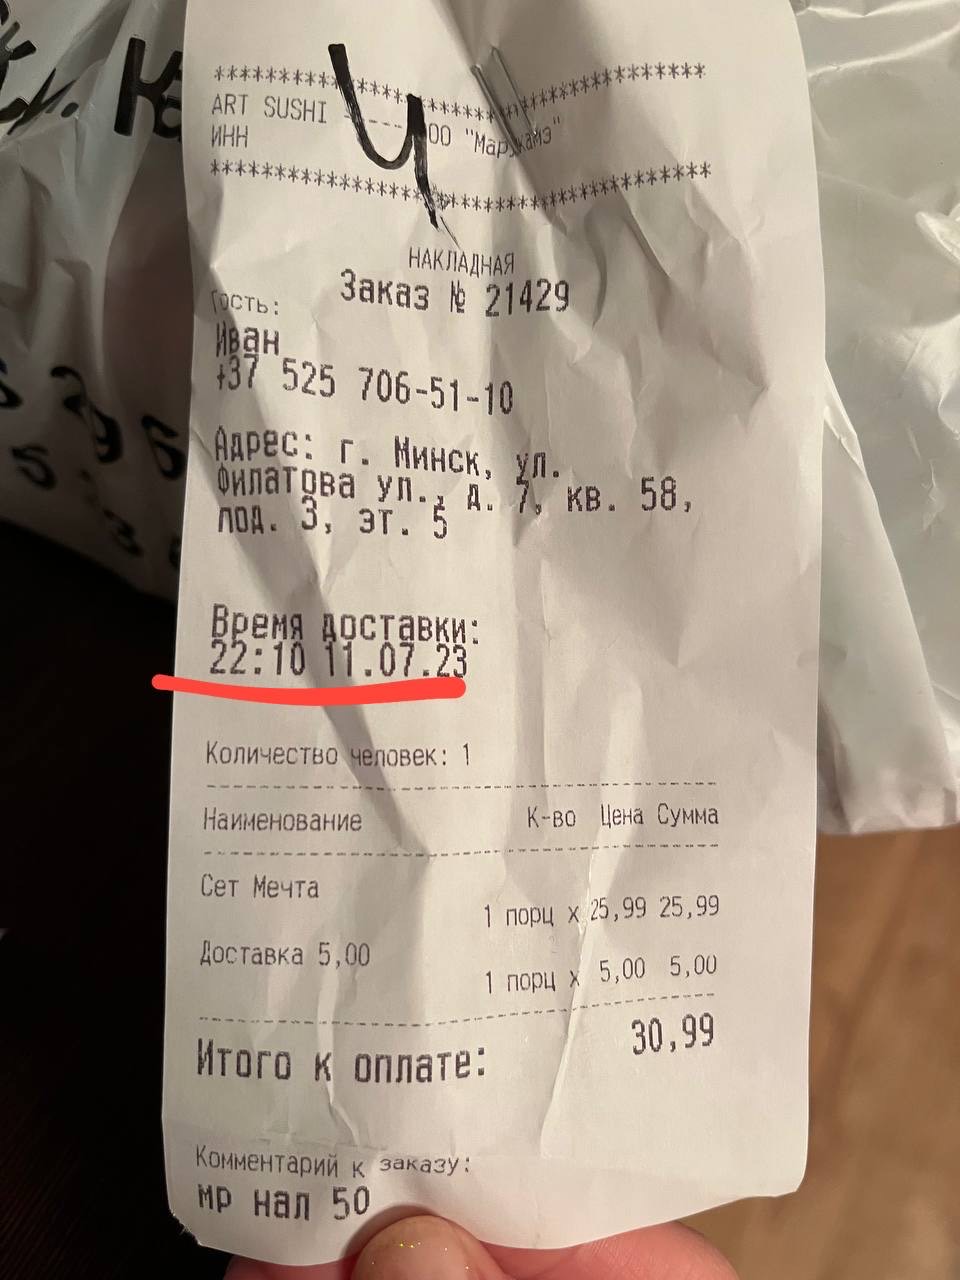 *****************************************
ART SUSHI ООО "Марукамэ"
ИНН
*****************************************
Ч
НАКЛАДНАЯ
Заказ № 21429
Гость:
Иван
+37 525 706-51-10
Адрес: г. Минск, ул.
Филатова ул., д. 7, кв. 58,
под. 3, эт. 5
Время доставки:
22:10 11.07.23
Количество человек: 1
Наименование К-во Цена Сумма
Сет Мечта
1 порц x 25,99 25,99
Доставка 5,00
1 порц x 5,00 5,00
Итого к оплате: 30,99
Комментарий к заказу:
мр нал 50